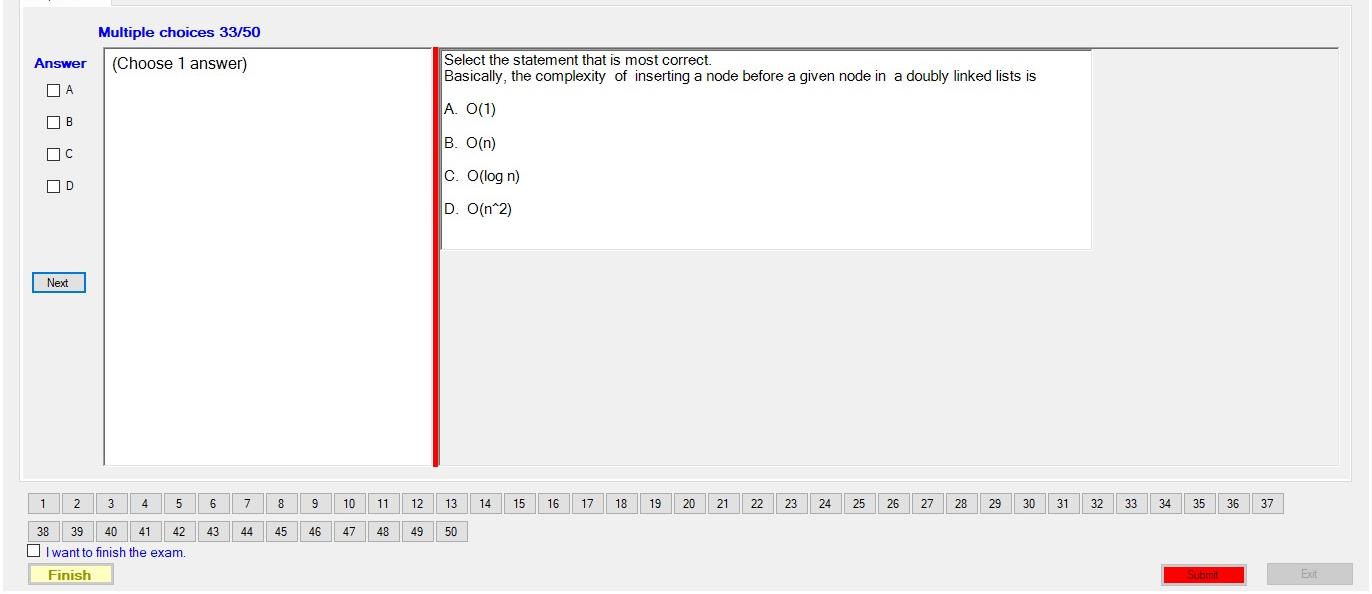 Multiple choices 33/50
Answer
A
B
C
D
Next
(Choose 1 answer)
Select the statement that is most correct.
Basically, the complexity of inserting a node before a given node in a doubly linked lists is
A. O(1)
B. O(n)
C. O(log n)
D. O(n^2)
1 2 3 4 5 6 7 8 9 10 11 12 13 14 15 16 17 18 19 20 21 22 23 24 25 26 27 28 29 30 31 32 33 34 35 36 37
38 39 40 41 42 43 44 45 46 47 48 49 50
I want to finish the exam.
Finish
Submit
Exit